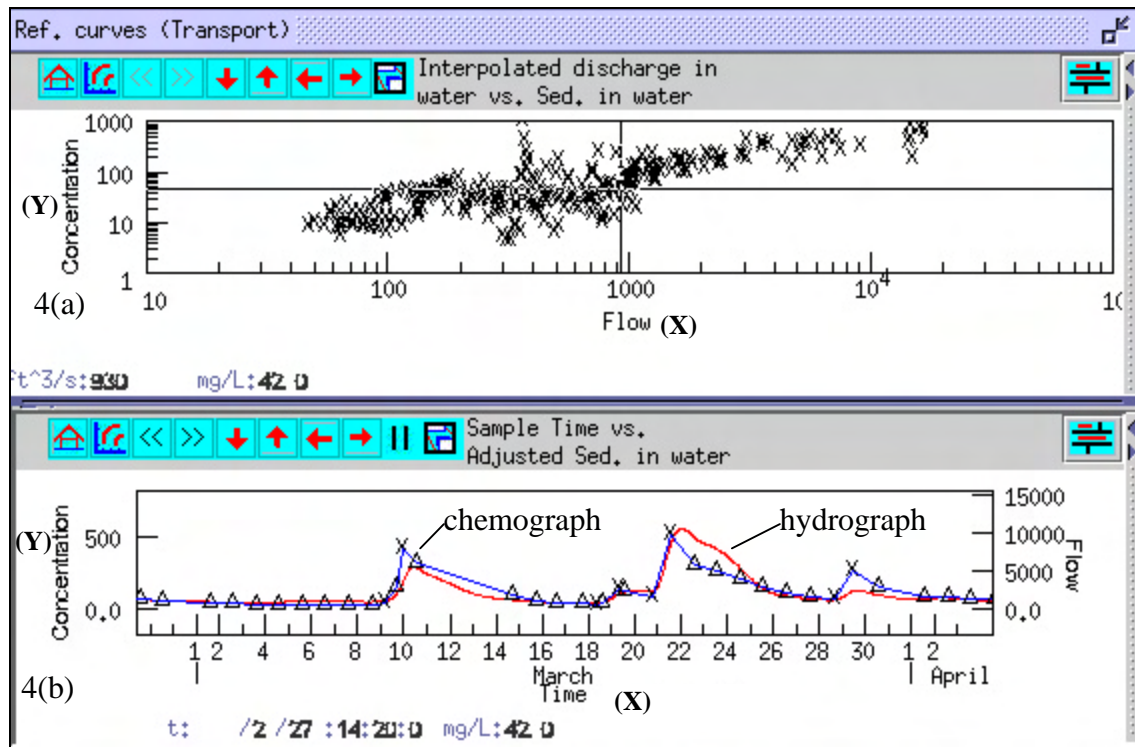 Ref. curves (Transport)
<< >> Interpolated discharge in
water vs. Sed. in water
Concentration
(Y)
1000
100
10
1
10 100 1000 10^4 10
Flow (X)
4(a)
ft^3/s:930 mg/L:42.0
<< >> Sample Time vs.
Adjusted Sed. in water
Concentration
(Y)
500
0.0
chemograph
hydrograph
15000
10000
5000
0.0
Flow
1 2 4 6 8 10 12 14 16 18 20 22 24 26 28 30 1 2
March April
Time (X)
4(b)
t: /2 /27 :14:20:0 mg/L:42.0